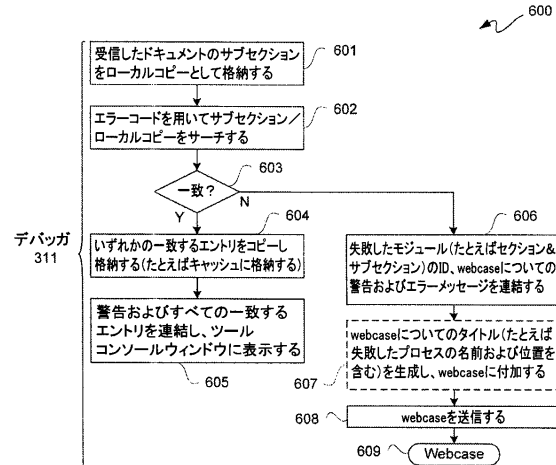 600
受信したドキュメントのサブセクション
をローカルコピーとして格納する
601
エラーコードを用いてサブセクション／
ローカルコピーをサーチする
602
603
一致？
Y
N
604
いずれかの一致するエントリをコピーし
格納する(たとえばキャッシュに格納する)
警告およびすべての一致する
エントリを連結し、ツール
コンソールウィンドウに表示する
605
デバッガ
311
606
失敗したモジュール(たとえばセクション&
サブセクション)のID、webcaseについての
警告およびエラーメッセージを連結する
webcaseについてのタイトル(たとえば
失敗したプロセスの名前および位置を
含む)を生成し、webcaseに付加する
607
608
webcaseを送信する
609
Webcase